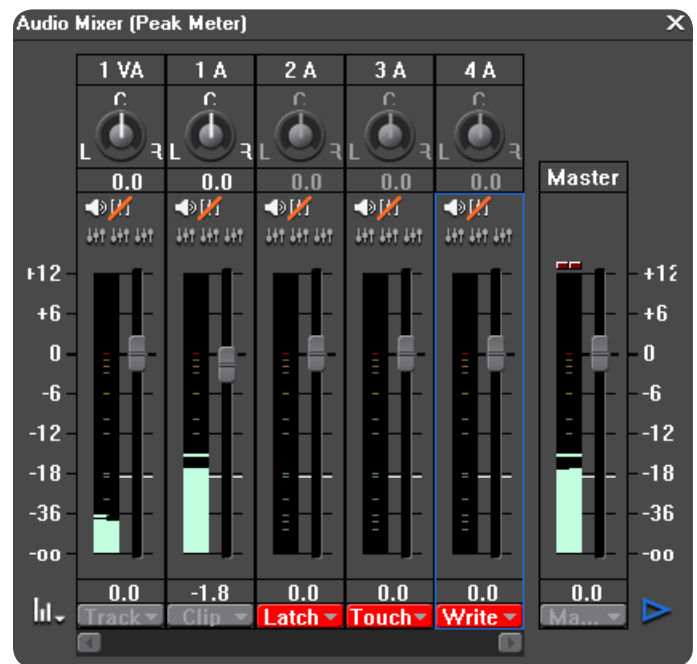 Audio Mixer (Peak Meter)
1 VA 1 A 2 A 3 A 4 A
C C C C C
L R L R L R L R L R
0.0 0.0 0.0 0.0 0.0 Master
+12 +12
+6 +6
0 0
-6 -6
-12 -12
-18 -18
-36 -36
-oo -oo
0.0 -1.8 0.0 0.0 0.0 0.0
Track Clip Latch Touch Write Ma...